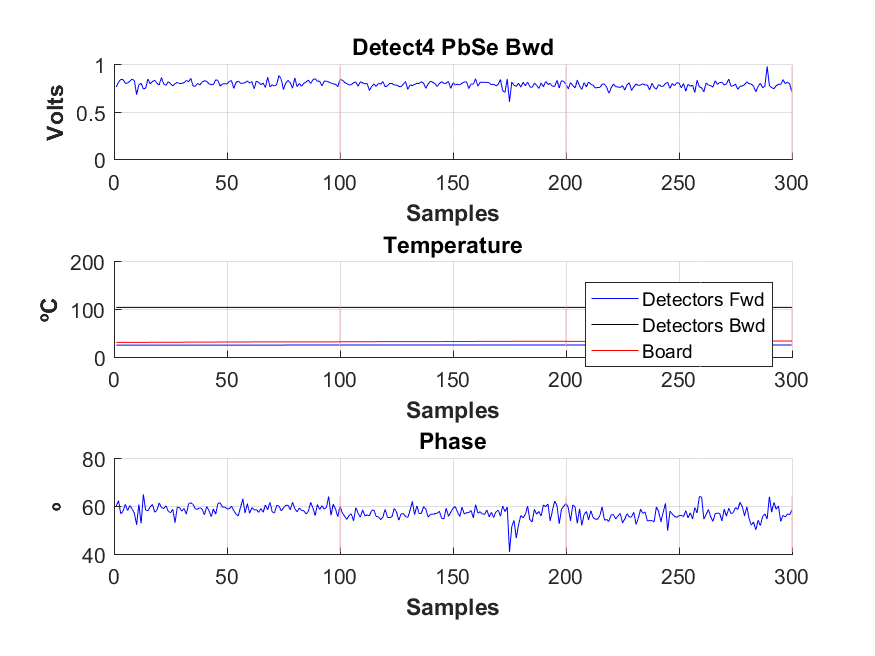 Detect4 PbSe Bwd
1
0.5
0
Volts
0 50 100 150 200 250 300
Samples
Temperature
200
100
0
ºC
Detectors Fwd
Detectors Bwd
Board
0 50 100 150 200 250 300
Samples
Phase
80
60
40
º
0 50 100 150 200 250 300
Samples